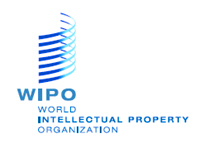 WIPO
WORLD
INTELLECTUAL PROPERTY
ORGANIZATION